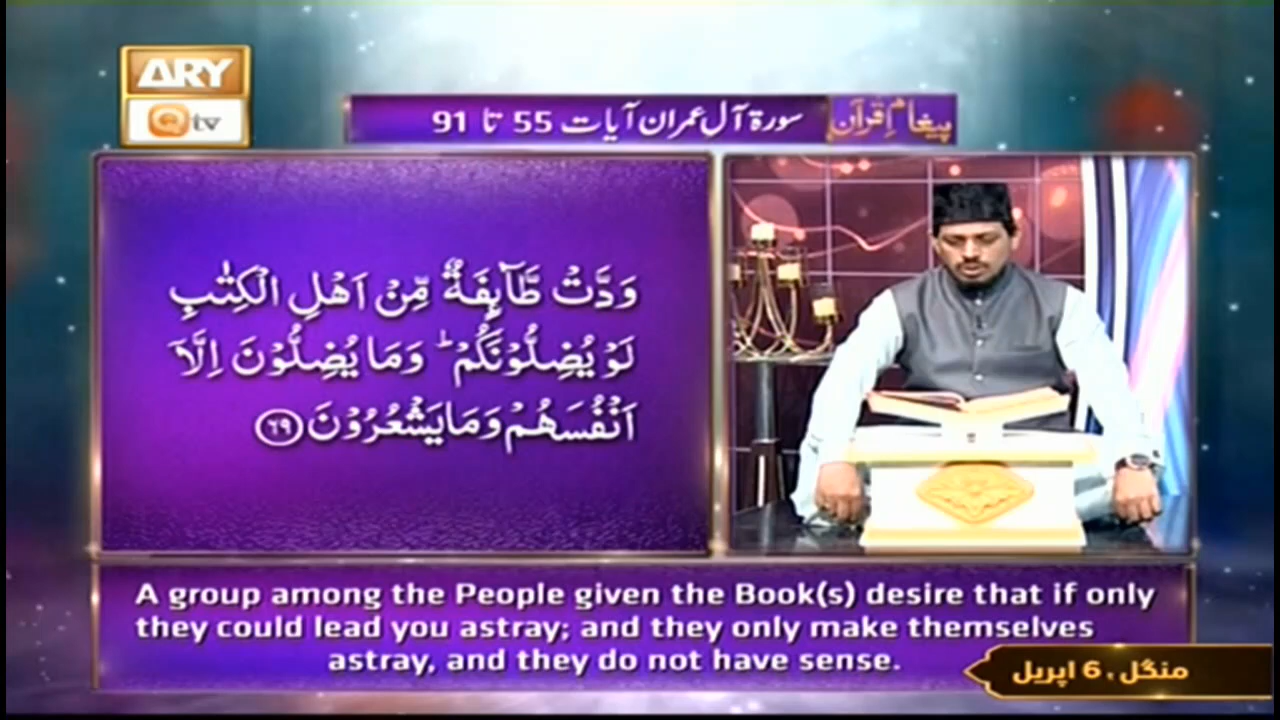 ARY
Qtv
پیغامِ قرآن
سورۃ آل عمران آیات 55 تا 91
وَدَّتْ طَّآىِٕفَةٌ مِّنْ اَهْلِ الْكِتٰبِ
لَوْ يُضِلُّوْنَكُمْ ؕ وَمَا يُضِلُّوْنَ اِلَّاۤ
اَنْفُسَهُمْ وَمَا يَشْعُرُوْنَ ۝۶۹
A group among the People given the Book(s) desire that if only
they could lead you astray; and they only make themselves
astray, and they do not have sense.
منگل، 6 اپریل